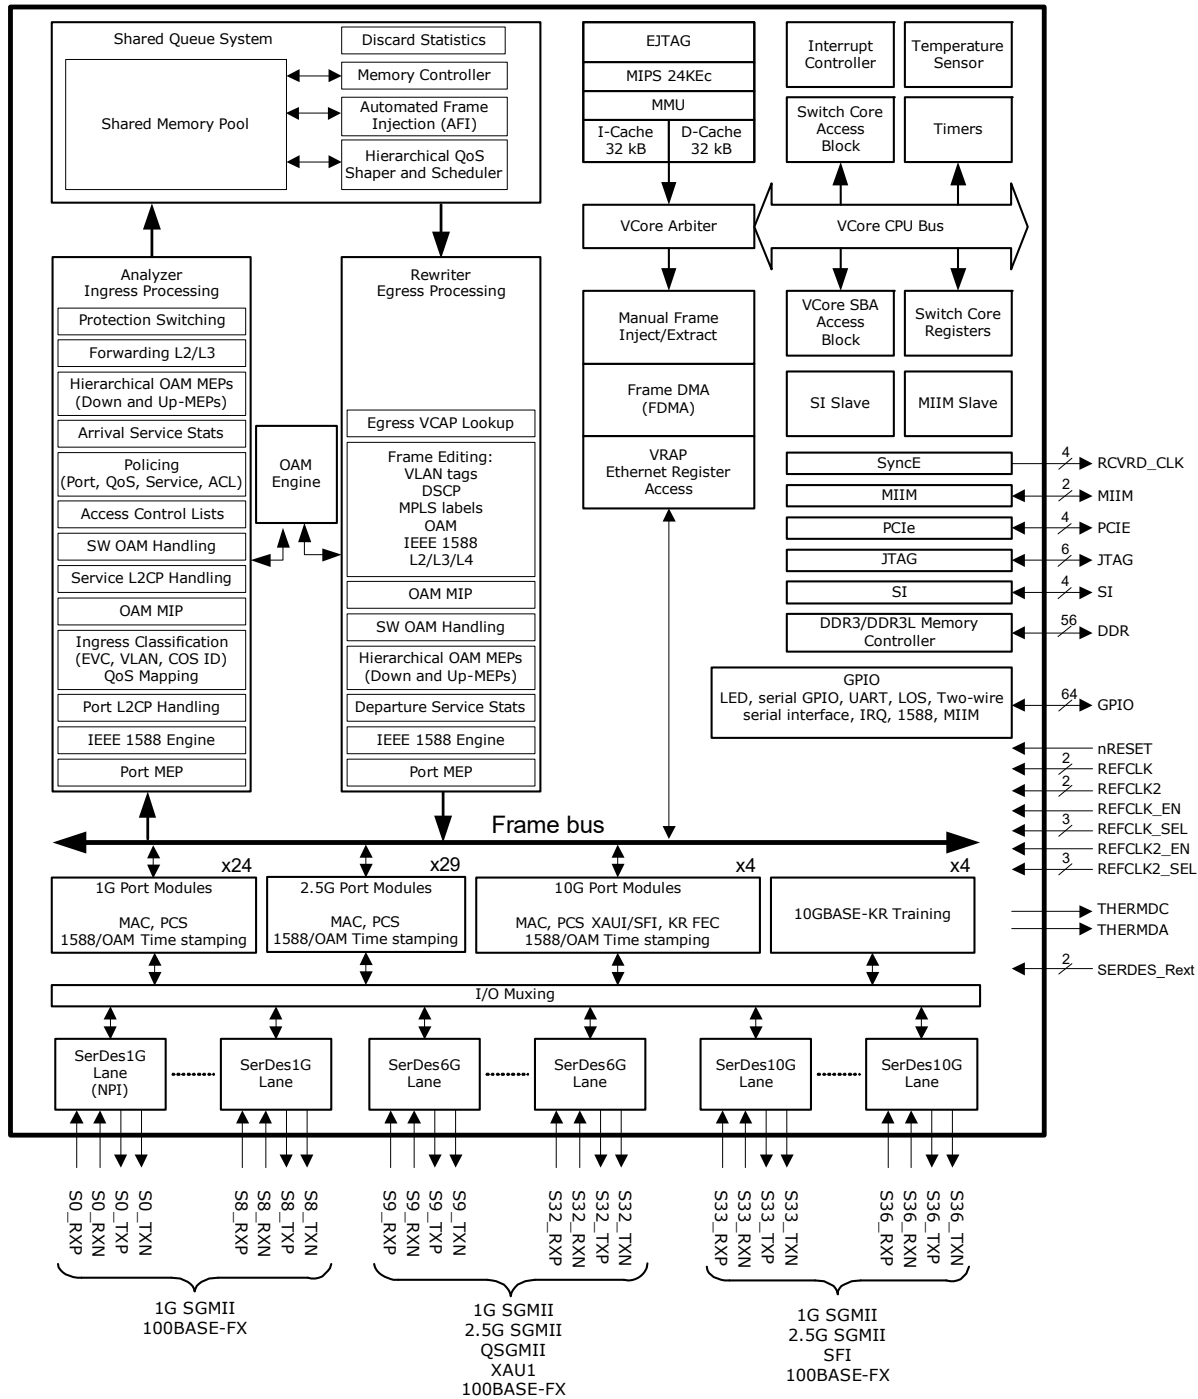 Shared Queue System
Discard Statistics
Shared Memory Pool
Memory Controller
Automated Frame
Injection (AFI)
Hierarchical QoS
Shaper and Scheduler
EJTAG
MIPS 24KEc
MMU
I-Cache
32 kB
D-Cache
32 kB
Interrupt
Controller
Temperature
Sensor
Switch Core
Access
Block
Timers
VCore Arbiter
VCore CPU Bus
Analyzer
Ingress Processing
Protection Switching
Forwarding L2/L3
Hierarchical OAM MEPs
(Down and Up-MEPs)
Arrival Service Stats
Policing
(Port, QoS, Service, ACL)
Access Control Lists
SW OAM Handling
Service L2CP Handling
OAM MIP
Ingress Classification
(EVC, VLAN, COS ID)
QoS Mapping
Port L2CP Handling
IEEE 1588 Engine
Port MEP
OAM
Engine
Rewriter
Egress Processing
Egress VCAP Lookup
Frame Editing:
VLAN tags
DSCP
MPLS labels
OAM
IEEE 1588
L2/L3/L4
OAM MIP
SW OAM Handling
Hierarchical OAM MEPs
(Down and Up-MEPs)
Departure Service Stats
IEEE 1588 Engine
Port MEP
Manual Frame
Inject/Extract
Frame DMA
(FDMA)
VRAP
Ethernet Register
Access
VCore SBA
Access
Block
Switch Core
Registers
SI Slave
MIIM Slave
SyncE
4
RCVRD_CLK
MIIM
2
MIIM
PCIe
4
PCIE
JTAG
6
JTAG
SI
4
SI
DDR3/DDR3L Memory
Controller
56
DDR
GPIO
LED, serial GPIO, UART, LOS, Two-wire
serial interface, IRQ, 1588, MIIM
64
GPIO
nRESET
2
REFCLK
2
REFCLK2
REFCLK_EN
3
REFCLK_SEL
REFCLK2_EN
3
REFCLK2_SEL
THERMDC
THERMDA
2
SERDES_Rext
Frame bus
x24
1G Port Modules
MAC, PCS
1588/OAM Time stamping
x29
2.5G Port Modules
MAC, PCS
1588/OAM Time stamping
x4
10G Port Modules
MAC, PCS XAUI/SFI, KR FEC
1588/OAM Time stamping
x4
10GBASE-KR Training
I/O Muxing
SerDes1G
Lane
(NPI)
SerDes1G
Lane
SerDes6G
Lane
SerDes6G
Lane
SerDes10G
Lane
SerDes10G
Lane
S0_RXP
S0_RXN
S0_TXP
S0_TXN
S8_RXP
S8_RXN
S8_TXP
S8_TXN
S9_RXP
S9_RXN
S9_TXP
S9_TXN
S32_RXP
S32_RXN
S32_TXP
S32_TXN
S33_RXP
S33_RXN
S33_TXP
S33_TXN
S36_RXP
S36_RXN
S36_TXP
S36_TXN
1G SGMII
100BASE-FX
1G SGMII
2.5G SGMII
QSGMII
XAU1
100BASE-FX
1G SGMII
2.5G SGMII
SFI
100BASE-FX